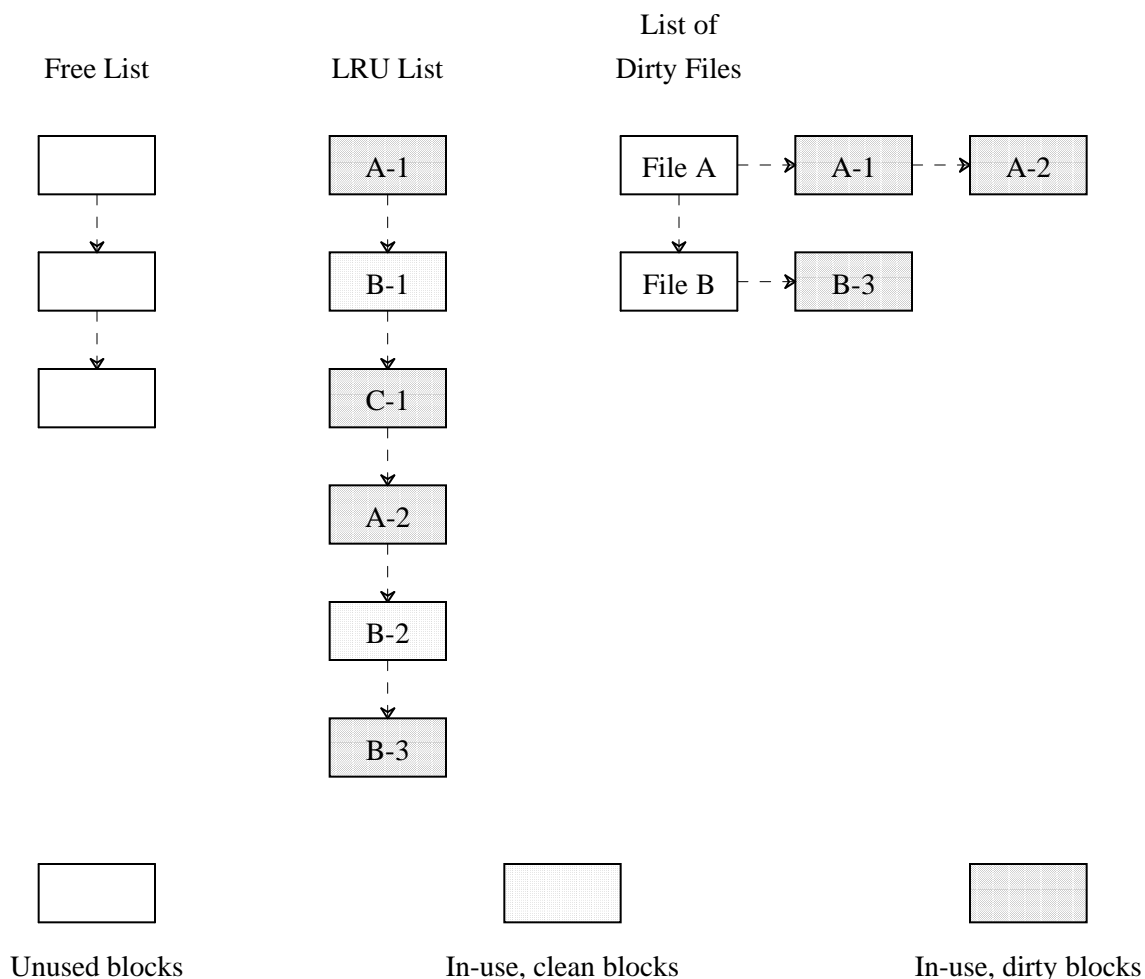 List of
Free List
LRU List
Dirty Files
A-1
File A
A-1
A-2
B-1
File B
B-3
C-1
A-2
B-2
B-3
Unused blocks
In-use, clean blocks
In-use, dirty blocks